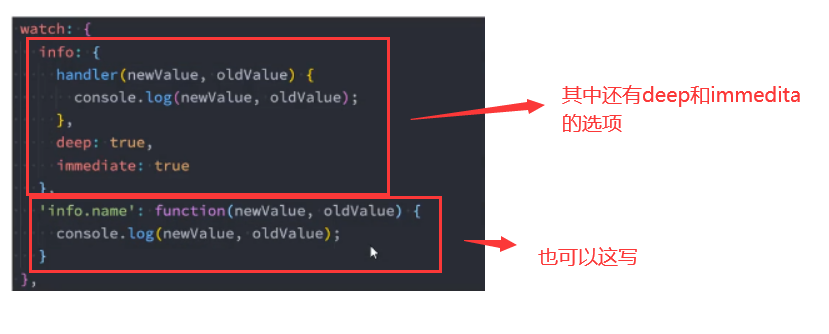 watch: {
info: {
handler(newValue, oldValue) {
console.log(newValue, oldValue);
},
deep: true,
immediate: true
},
'info.name': function(newValue, oldValue) {
console.log(newValue, oldValue);
}
},
其中还有deep和immedita
的选项
也可以这写